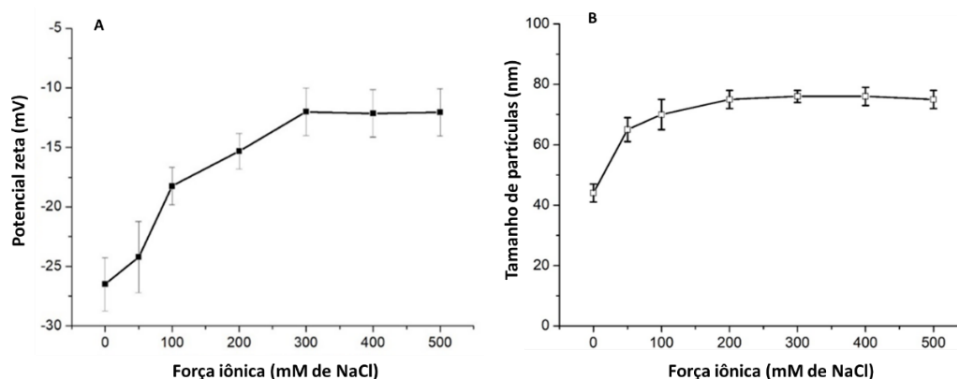 A
Potencial zeta (mV)
-5
-10
-15
-20
-25
-30
0 100 200 300 400 500
Força iônica (mM de NaCl)
B
Tamanho de partículas (nm)
100
80
60
40
20
0
0 100 200 300 400 500
Força iônica (mM de NaCl)